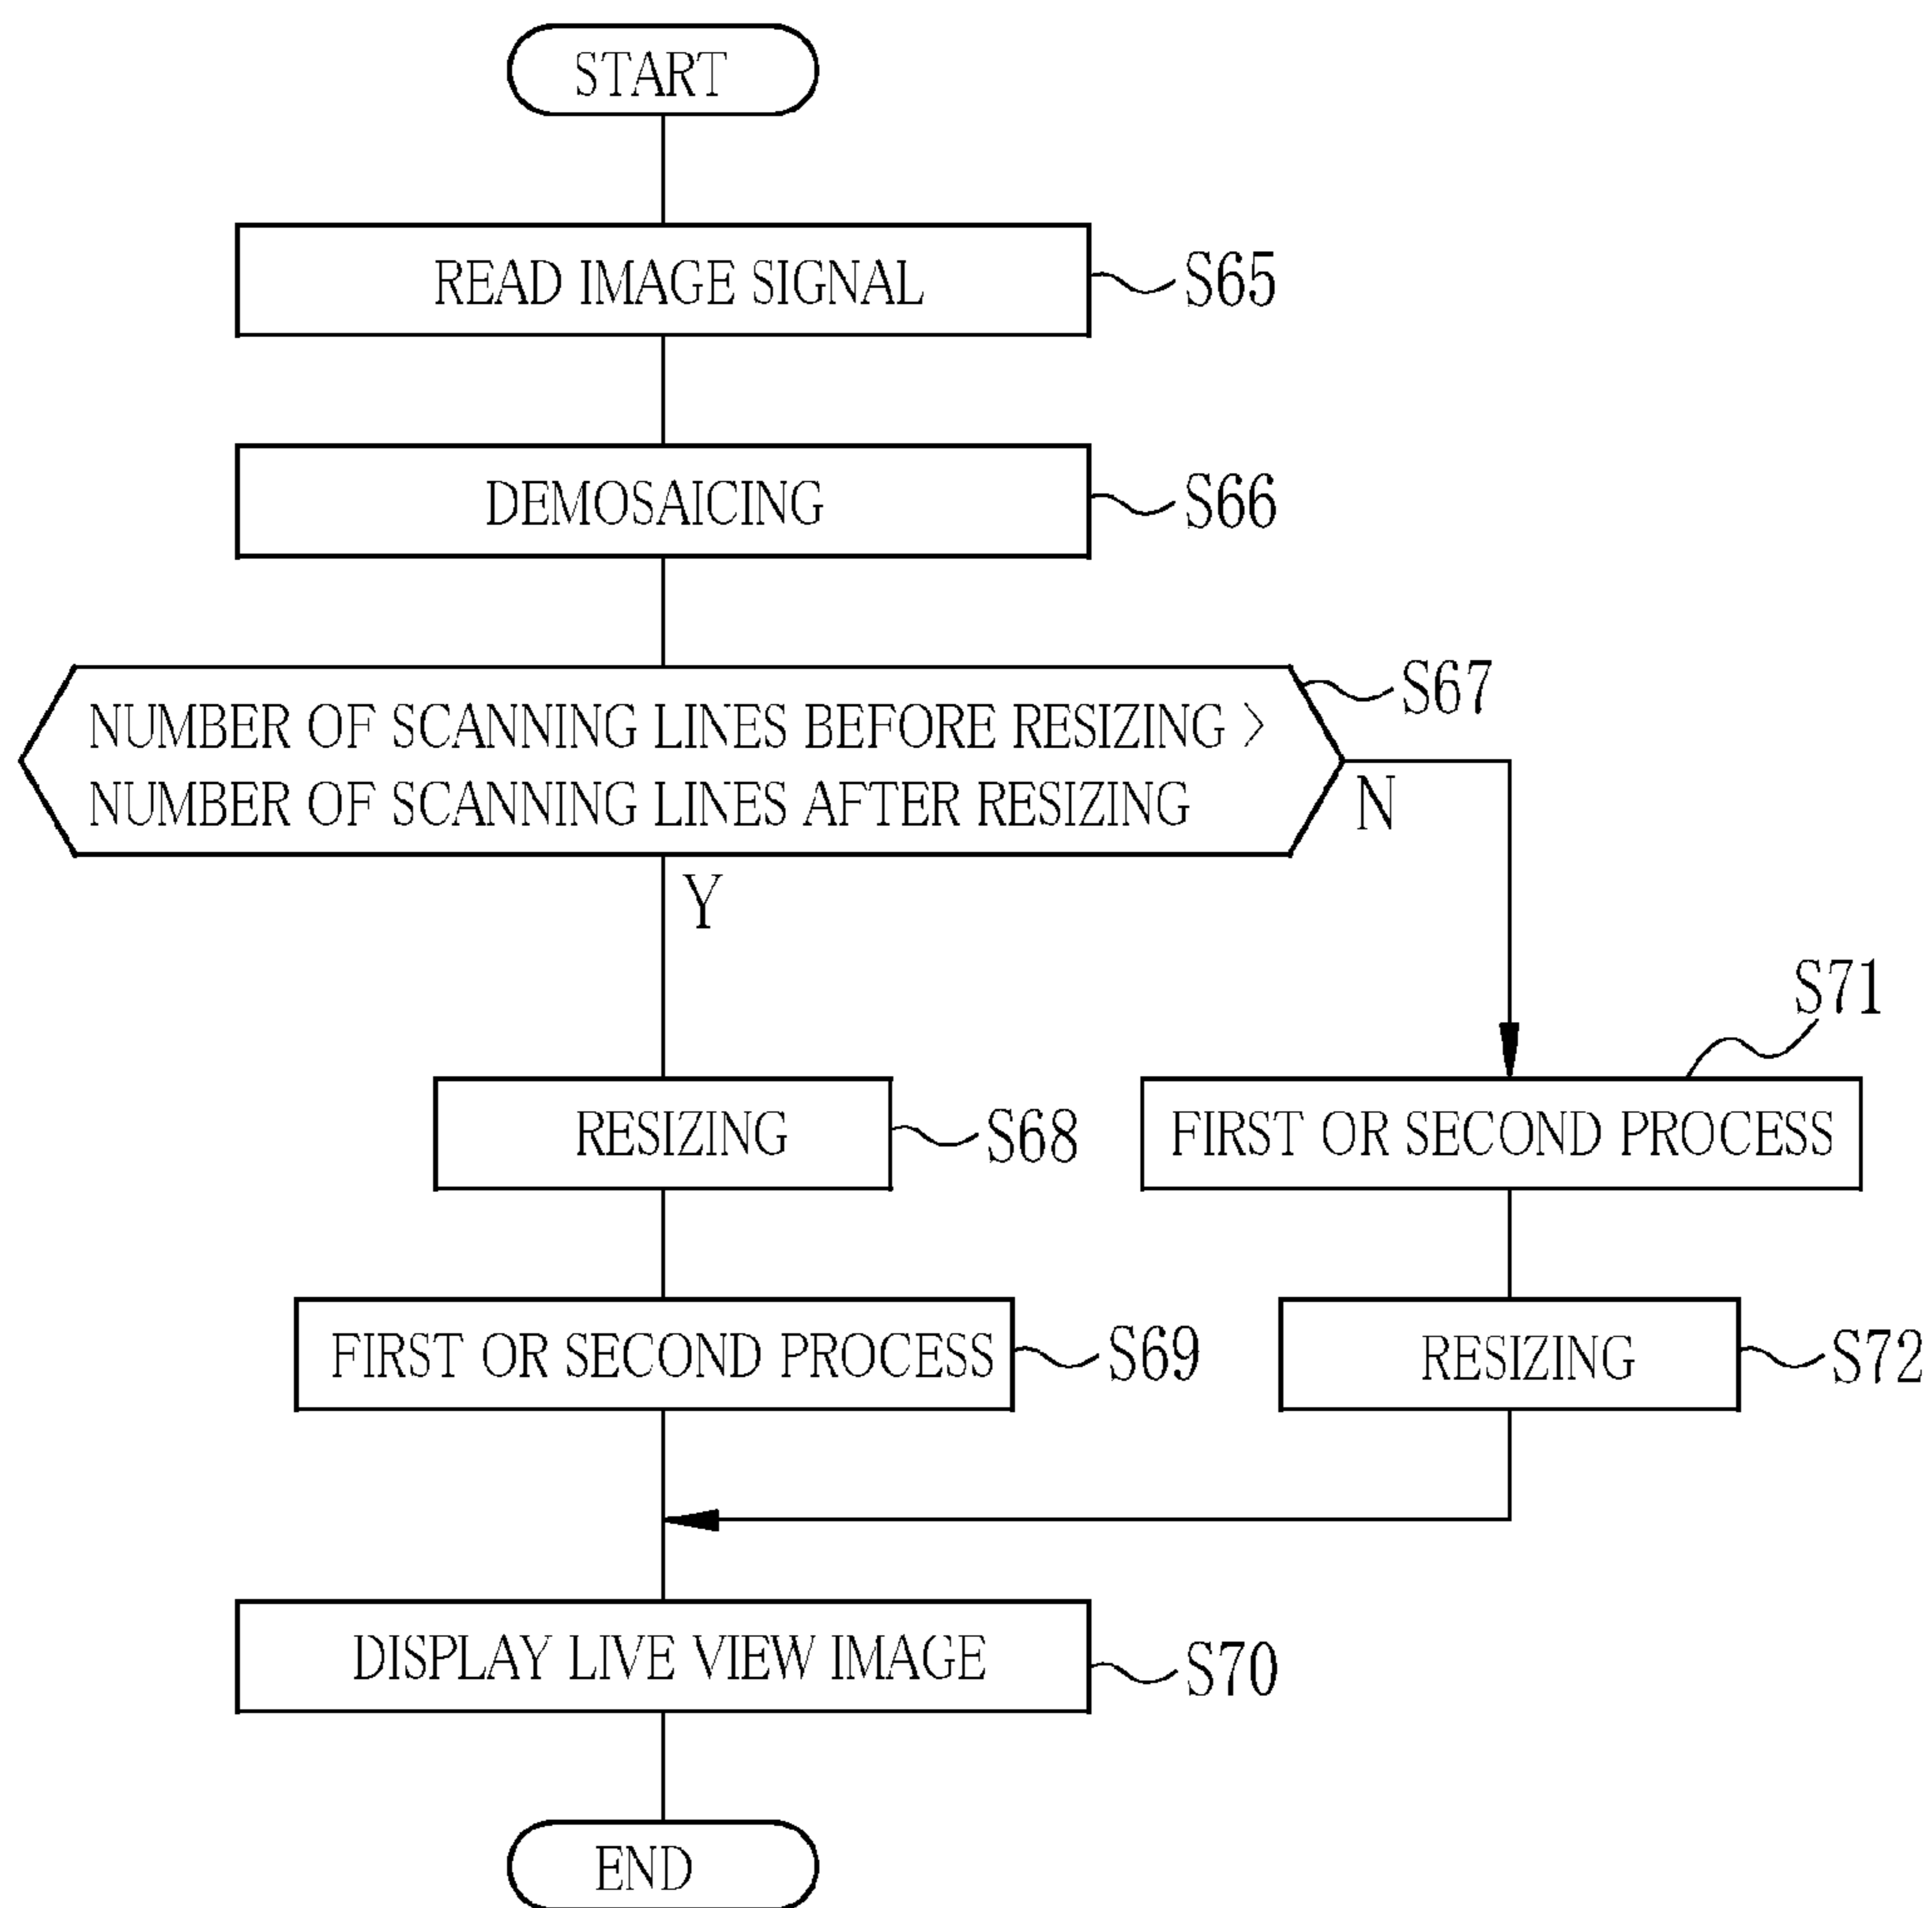 START
READ IMAGE SIGNAL
S65
DEMOSAICING
S66
S67
NUMBER OF SCANNING LINES BEFORE RESIZING >
NUMBER OF SCANNING LINES AFTER RESIZING
N
Y
S71
RESIZING
S68
FIRST OR SECOND PROCESS
FIRST OR SECOND PROCESS
S69
RESIZING
S72
DISPLAY LIVE VIEW IMAGE
S70
END